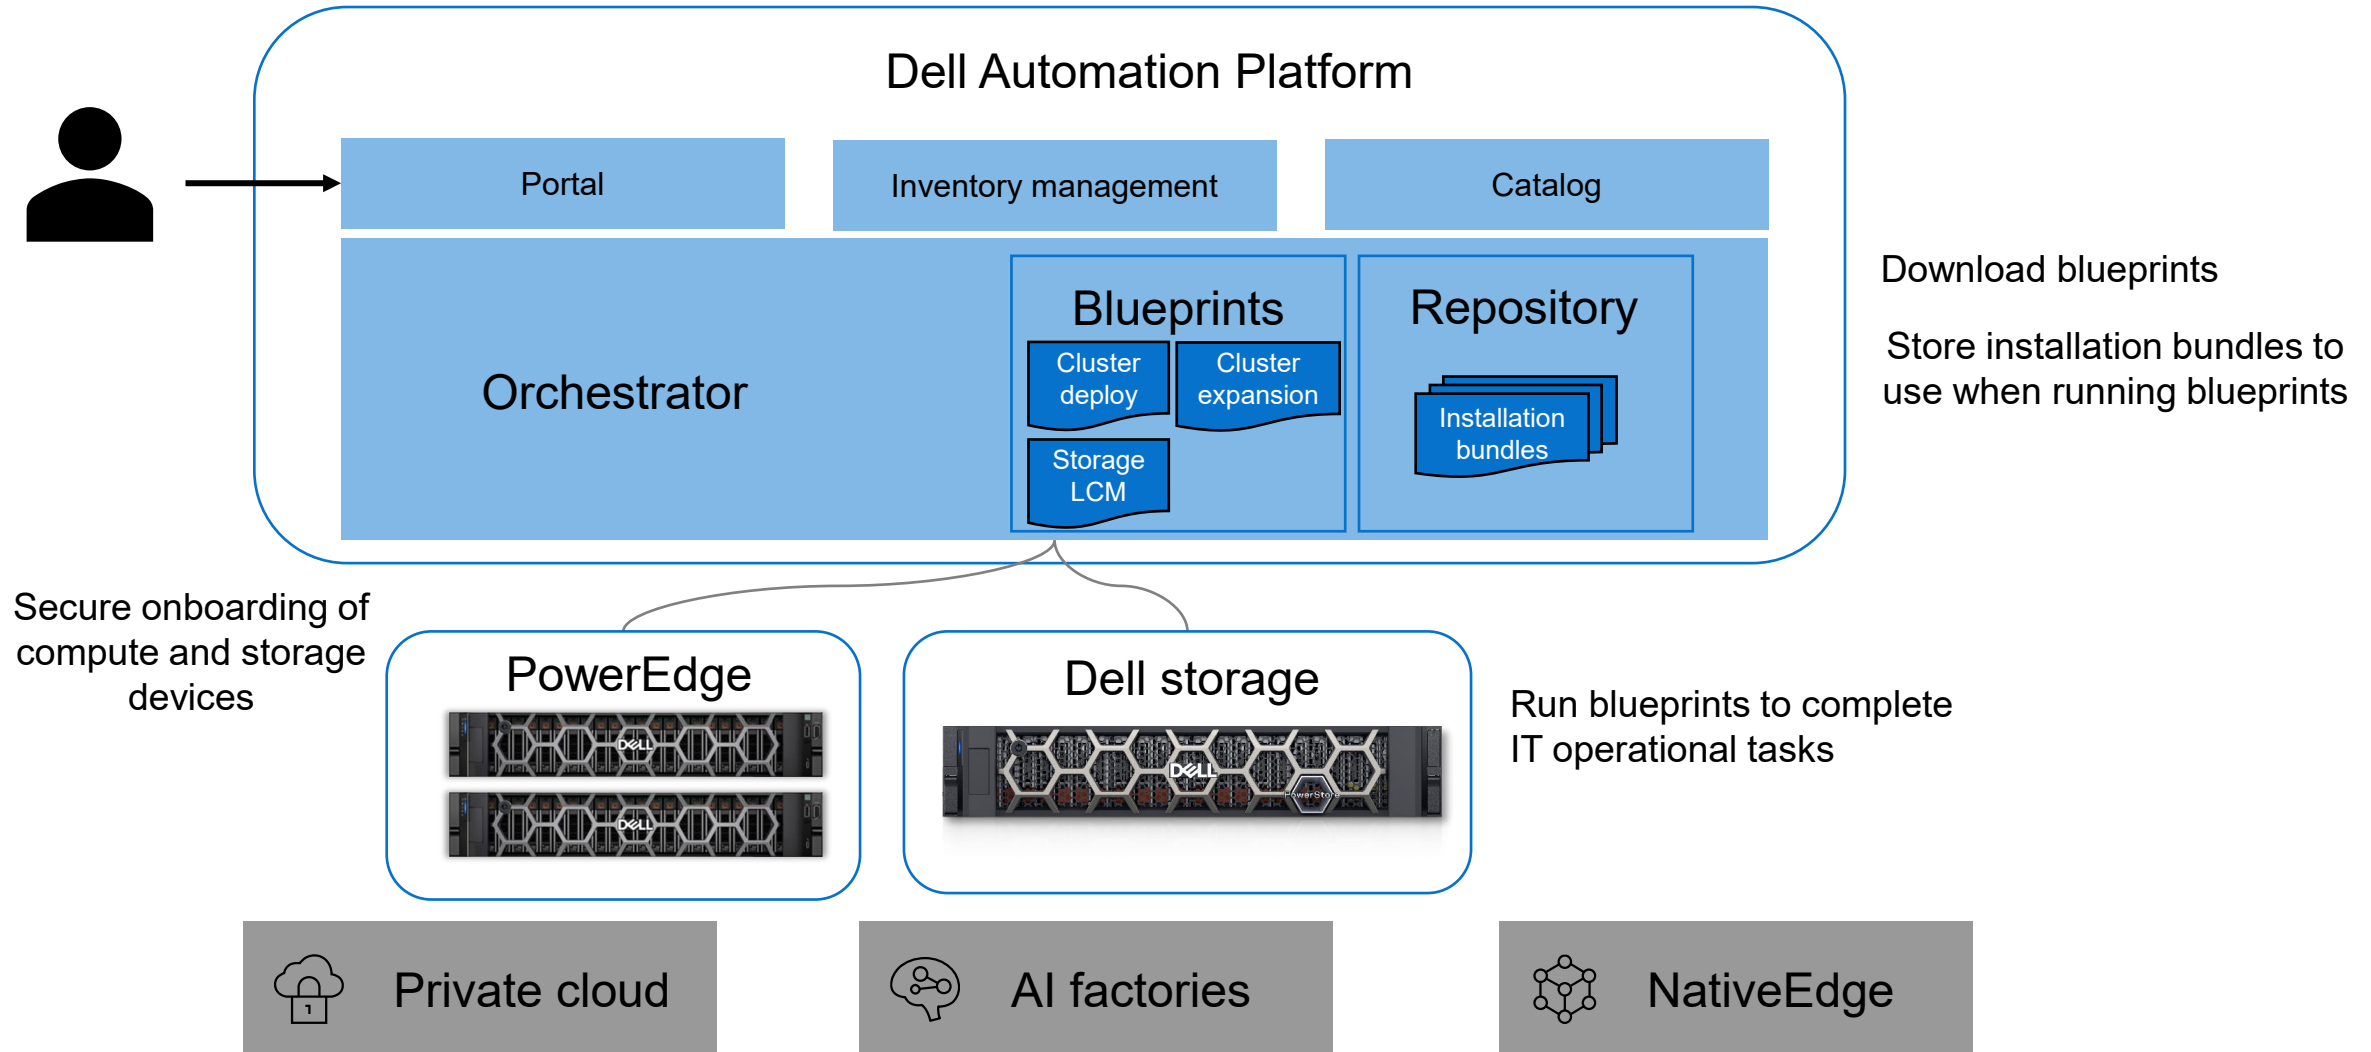 Dell Automation Platform
Portal
Inventory management
Catalog
Orchestrator
Blueprints
Cluster
deploy
Cluster
expansion
Storage
LCM
Repository
Installation
bundles
Download blueprints
Store installation bundles to
use when running blueprints
Secure onboarding of
compute and storage
devices
PowerEdge
DELL
DELL
Dell storage
DELL
PowerStore
Run blueprints to complete
IT operational tasks
Private cloud
AI factories
NativeEdge